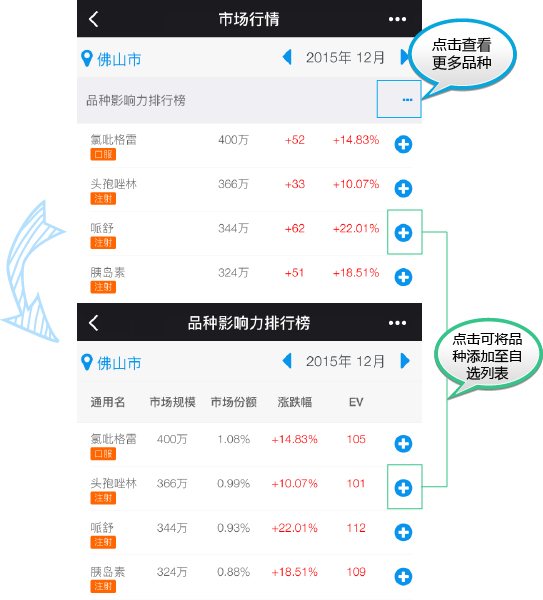 市场行情
佛山市 2015年 12月
点击查看
更多品种
品种影响力排行榜
氯吡格雷 400万 +52 +14.83%
口服
头孢唑林 366万 +33 +10.07%
注射
哌舒 344万 +62 +22.01%
注射
胰岛素 324万 +51 +18.51%
注射
品种影响力排行榜
佛山市 2015年 12月
点击可将品
种添加至自
选列表
通用名 市场规模 市场份额 涨跌幅 EV
氯吡格雷 400万 1.08% +14.83% 105
口服
头孢唑林 366万 0.99% +10.07% 101
注射
哌舒 344万 0.93% +22.01% 112
注射
胰岛素 324万 0.88% +18.51% 109
注射